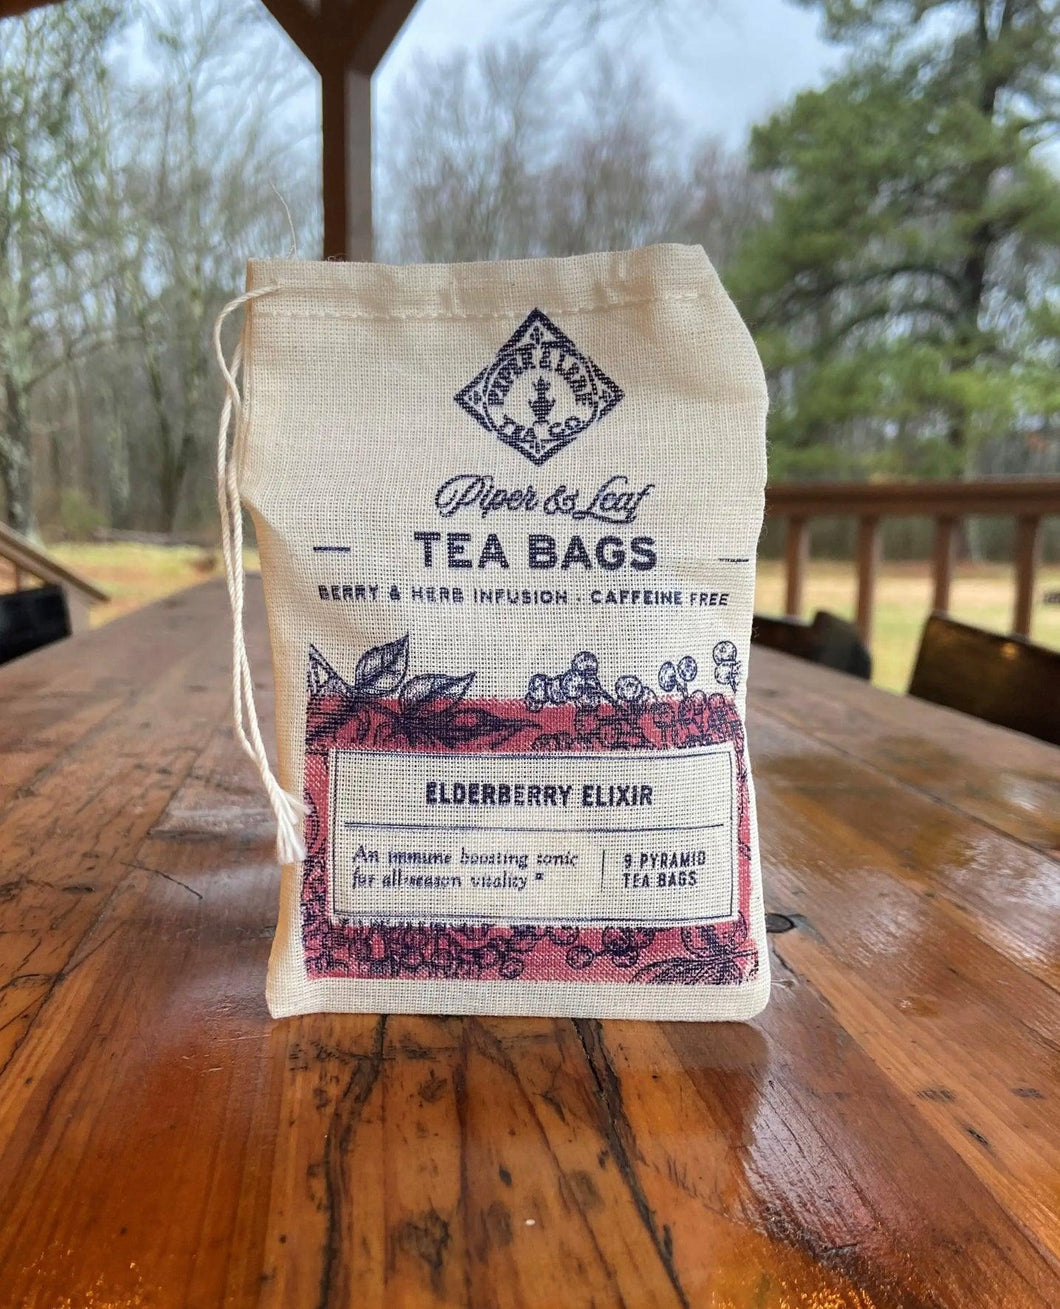 PIPER & LEAF
TEA CO.
Piper & Leaf
TEA BAGS
BERRY & HERB INFUSION · CAFFEINE FREE
ELDERBERRY ELIXIR
An immune boosting tonic
for all-season vitality *
9 PYRAMID
TEA BAGS